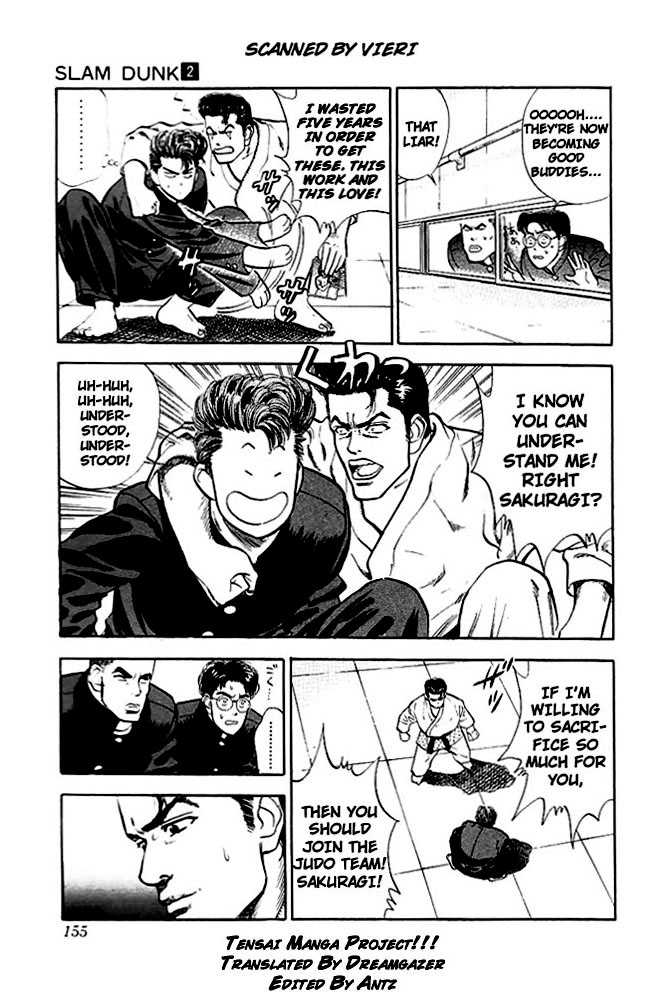 SCANNED BY VIERI
SLAM DUNK 2
OOOOOH....
THEY'RE NOW
BECOMING
GOOD
BUDDIES...
THAT
LIAR!
I WASTED
FIVE YEARS
IN ORDER
TO GET
THESE. THIS
WORK AND
THIS LOVE!
..........
くわっ
I KNOW
YOU CAN
UNDER-
STAND ME!
RIGHT
SAKURAGI?
UH-HUH,
UH-HUH,
UNDER-
STOOD,
UNDER-
STOOD!
IF I'M
WILLING
TO SACRI-
FICE SO
MUCH FOR
YOU,
THEN YOU
SHOULD
JOIN THE
JUDO TEAM!
SAKURAGI!
155
TENSAI MANGA PROJECT!!!
TRANSLATED BY DREAMGAZER
EDITED BY ANTZ